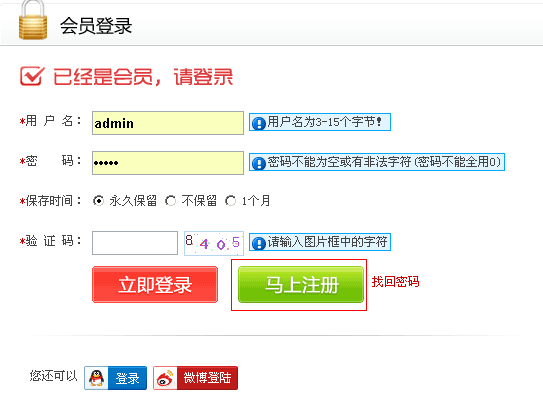 会员登录
已经是会员，请登录
*用 户 名： admin 用户名为3-15个字节!
*密 码： ••••• 密码不能为空或有非法字符(密码不能全用0)
*保存时间： 永久保留 不保留 1个月
*验 证 码： 8405 请输入图片框中的字符
立即登录 马上注册 找回密码
您还可以 登录 微博登陆